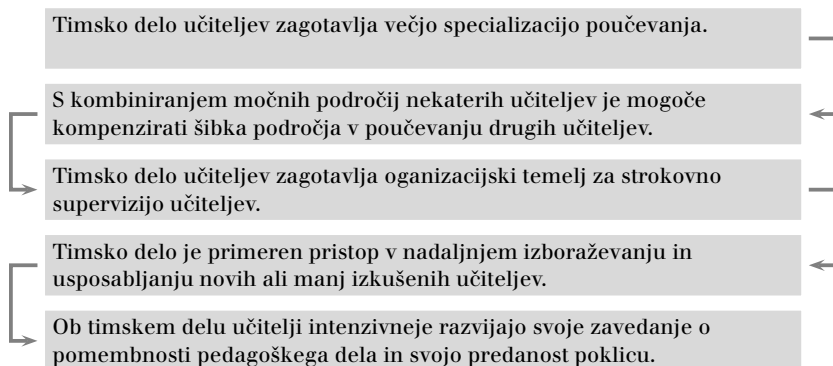 Timsko delo učiteljev zagotavlja večjo specializacijo poučevanja.
S kombiniranjem močnih področij nekaterih učiteljev je mogoče
kompenzirati šibka področja v poučevanju drugih učiteljev.
Timsko delo učiteljev zagotavlja oganizacijski temelj za strokovno
supervizijo učiteljev.
Timsko delo je primeren pristop v nadaljnjem izboraževanju in
usposabljanju novih ali manj izkušenih učiteljev.
Ob timskem delu učitelji intenzivneje razvijajo svoje zavedanje o
pomembnosti pedagoškega dela in svojo predanost poklicu.